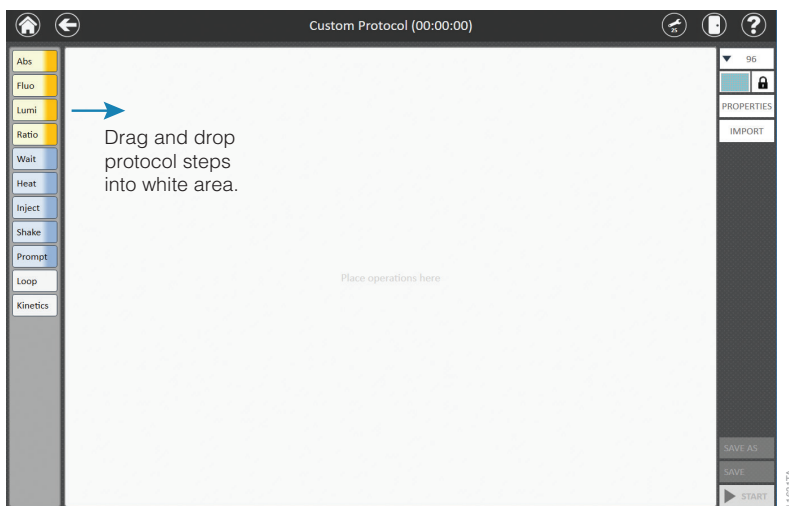 Custom Protocol (00:00:00)
25
Abs
Fluo
Lumi
Ratio
Wait
Heat
Inject
Shake
Prompt
Loop
Kinetics
Drag and drop
protocol steps
into white area.
Place operations here
96
PROPERTIES
IMPORT
SAVE AS
SAVE
START